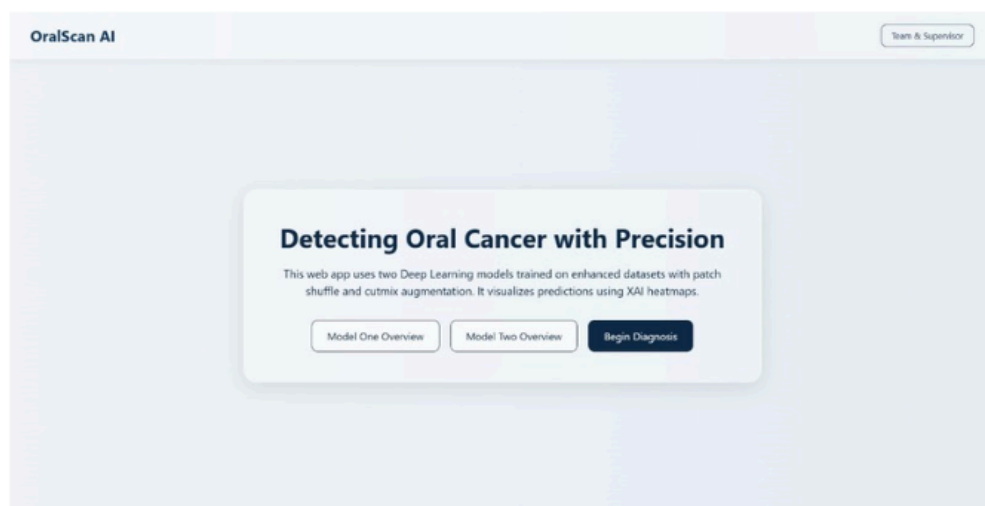 OralScan AI
Team & Supervisor
Detecting Oral Cancer with Precision
This web app uses two Deep Learning models trained on enhanced datasets with patch
shuffle and cutmix augmentation. It visualizes predictions using XAI heatmaps.
Model One Overview
Model Two Overview
Begin Diagnosis